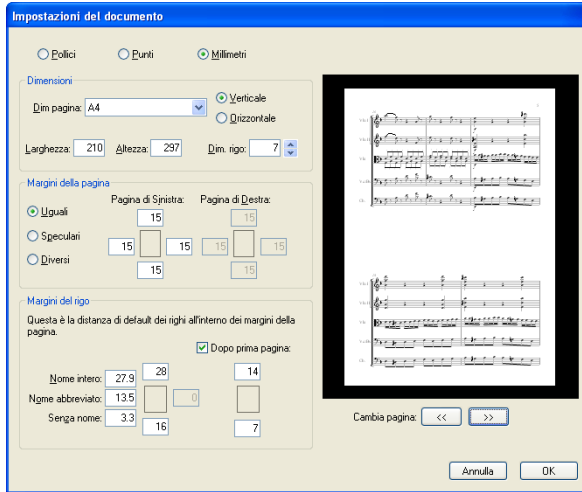 Impostazioni del documento
Pollici Punti Millimetri
Dimensioni
Dim pagina: A4
Verticale
Orizzontale
Larghezza: 210 Altezza: 297 Dim. rigo: 7
Margini della pagina
Pagina di Sinistra: Pagina di Destra:
Uguali
Speculari
Diversi
15 15
15 15 15 15
15 15
Margini del rigo
Questa è la distanza di default dei righi all'interno dei margini della
pagina.
Dopo prima pagina:
Nome intero: 27.9 28 14
Nome abbreviato: 13.5 0
Senza nome: 3.3 16 7
Cambia pagina: << >>
Annulla OK